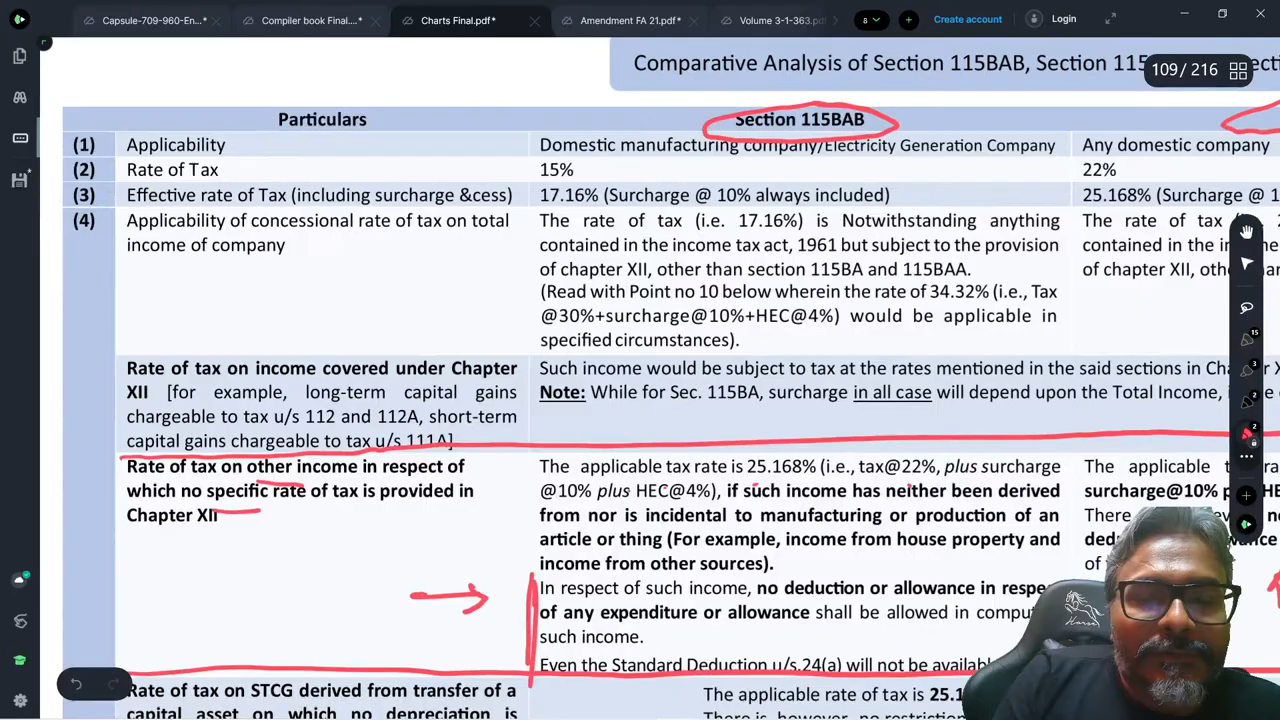 Capsule-709-960-En...*
Compiler book Final....*
Charts Final.pdf*
Amendment FA 21.pdf*
Volume 3-1-363.pd
8
Create account
Login
Comparative Analysis of Section 115BAB, Section 115
109 / 216
Particulars
Section 115BAB
(1) Applicability
Domestic manufacturing company/Electricity Generation Company
Any domestic company
(2) Rate of Tax
15%
22%
(3) Effective rate of Tax (including surcharge &cess)
17.16% (Surcharge @ 10% always included)
25.168% (Surcharge @ 1
(4) Applicability of concessional rate of tax on total
income of company
The rate of tax (i.e. 17.16%) is Notwithstanding anything
contained in the income tax act, 1961 but subject to the provision
of chapter XII, other than section 115BA and 115BAA.
(Read with Point no 10 below wherein the rate of 34.32% (i.e., Tax
@30%+surcharge@10%+HEC@4%) would be applicable in
specified circumstances).
The rate of tax
contained in the in
of chapter XII, oth
Rate of tax on income covered under Chapter
XII [for example, long-term capital gains
chargeable to tax u/s 112 and 112A, short-term
capital gains chargeable to tax u/s 111A]
Such income would be subject to tax at the rates mentioned in the said sections in Chapter X
Note: While for Sec. 115BA, surcharge in all case will depend upon the Total Income,
Rate of tax on other income in respect of
which no specific rate of tax is provided in
Chapter XII
The applicable tax rate is 25.168% (i.e., tax@22%, plus surcharge
@10% plus HEC@4%), if such income has neither been derived
from nor is incidental to manufacturing or production of an
article or thing (For example, income from house property and
income from other sources).
In respect of such income, no deduction or allowance in respe
of any expenditure or allowance shall be allowed in comput
such income.
Even the Standard Deduction u/s.24(a) will not be availab
The applicable t
surcharge@10% p
There
ded
of
Rate of tax on STCG derived from transfer of a
capital asset on which no depreciation is
The applicable rate of tax is 25.1
There is, however, no restriction
15
3
2
2
Horse